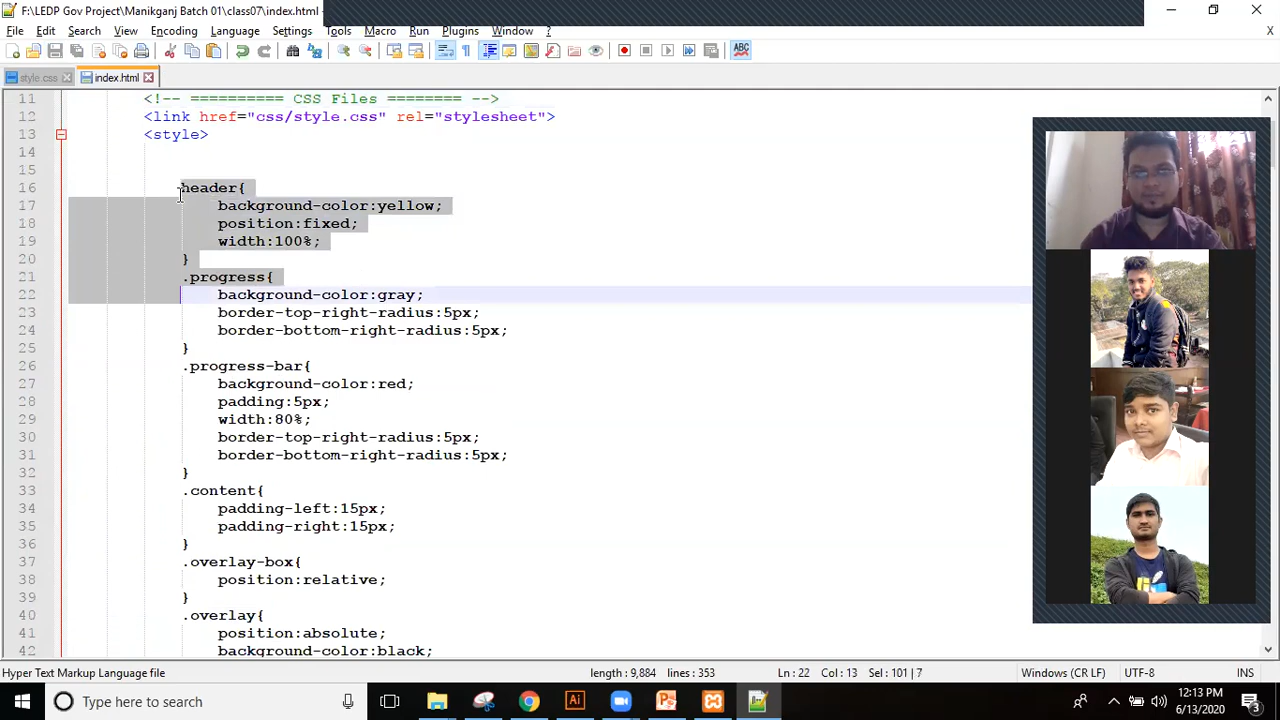 F:\LEDP Gov Project\Manikganj Batch 01\class07\index.html -
File Edit Search View Encoding Language Settings Tools Macro Run Plugins Window ? X
ABC
style.css index.html
11 <!-- ========== CSS Files ======== -->
12 <link href="css/style.css" rel="stylesheet">
13 <style>
14
15
16 header{
17 background-color:yellow;
18 position:fixed;
19 width:100%;
20 }
21 .progress{
22 background-color:gray;
23 border-top-right-radius:5px;
24 border-bottom-right-radius:5px;
25 }
26 .progress-bar{
27 background-color:red;
28 padding:5px;
29 width:80%;
30 border-top-right-radius:5px;
31 border-bottom-right-radius:5px;
32 }
33 .content{
34 padding-left:15px;
35 padding-right:15px;
36 }
37 .overlay-box{
38 position:relative;
39 }
40 .overlay{
41 position:absolute;
42 background-color:black;
Hyper Text Markup Language file length : 9,884 lines : 353 Ln : 22 Col : 13 Sel : 101 | 7 Windows (CR LF) UTF-8 INS
Type here to search
12:13 PM
6/13/2020
3